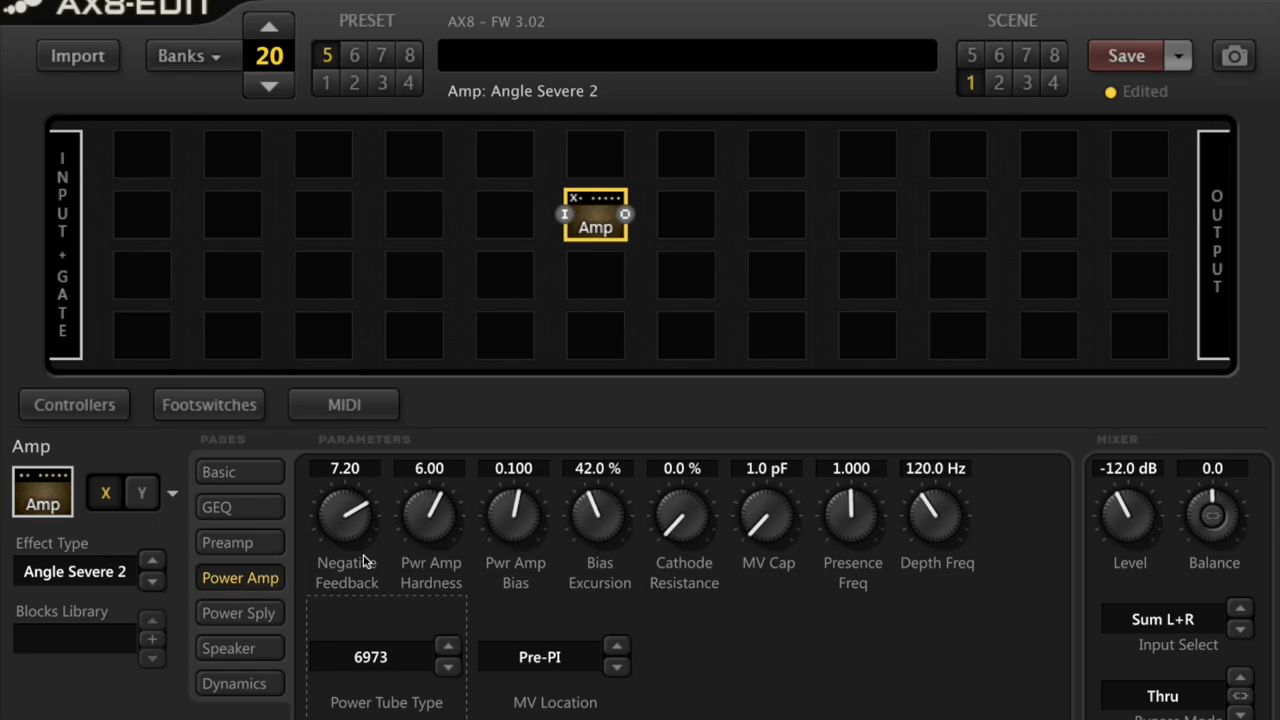 AX8-EDIT
PRESET
AX8 - FW 3.02
SCENE
Import
Banks
20
5 6 7 8
1 2 3 4
5 6 7 8
1 2 3 4
Save
Amp: Angle Severe 2
Edited
INPUT + GATE
X
I
O
Amp
OUTPUT
Controllers
Footswitches
MIDI
Amp
PAGES
PARAMETERS
MIXER
Amp
X
Y
Effect Type
Angle Severe 2
Blocks Library
Basic
GEQ
Preamp
Power Amp
Power Sply
Speaker
Dynamics
7.20
6.00
0.100
42.0 %
0.0 %
1.0 pF
1.000
120.0 Hz
Negative
Feedback
Pwr Amp
Hardness
Pwr Amp
Bias
Bias
Excursion
Cathode
Resistance
MV Cap
Presence
Freq
Depth Freq
6973
Power Tube Type
Pre-PI
MV Location
-12.0 dB
0.0
Level
Balance
Sum L+R
Input Select
Thru
Bypass Mode